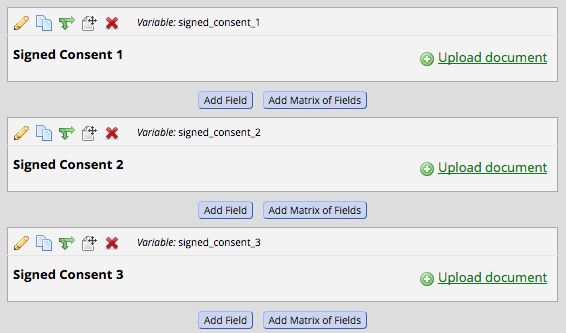 Variable: signed_consent_1
Signed Consent 1
Upload document
Add Field Add Matrix of Fields
Variable: signed_consent_2
Signed Consent 2
Upload document
Add Field Add Matrix of Fields
Variable: signed_consent_3
Signed Consent 3
Upload document
Add Field Add Matrix of Fields